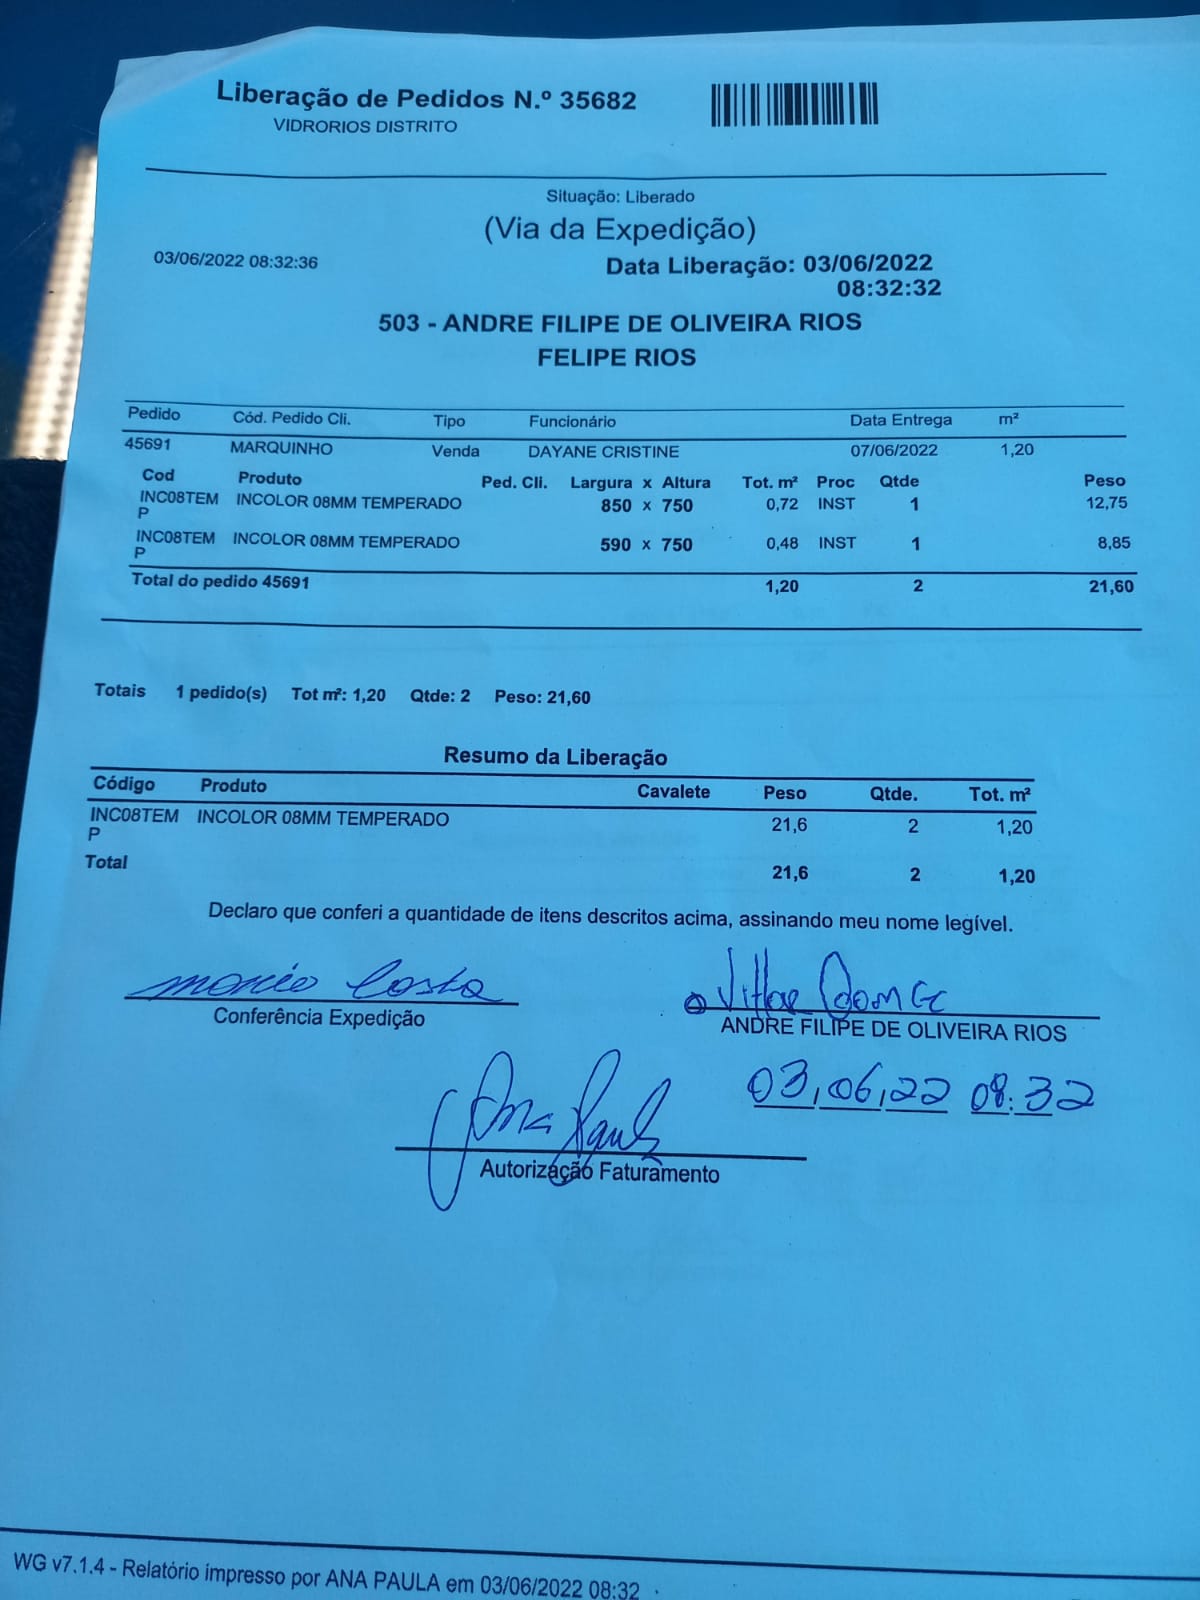 Liberação de Pedidos N.º 35682
VIDRORIOS DISTRITO
Situação: Liberado
(Via da Expedição)
03/06/2022 08:32:36
Data Liberação: 03/06/2022
08:32:32
503 - ANDRE FILIPE DE OLIVEIRA RIOS
FELIPE RIOS
Pedido Cód. Pedido Cli. Tipo Funcionário Data Entrega m²
45691 MARQUINHO Venda DAYANE CRISTINE 07/06/2022 1,20
Cod Produto Ped. Cli. Largura x Altura Tot. m² Proc Qtde Peso
INC08TEM INCOLOR 08MM TEMPERADO 850 x 750 0,72 INST 1 12,75
P
INC08TEM INCOLOR 08MM TEMPERADO 590 x 750 0,48 INST 1 8,85
P
Total do pedido 45691 1,20 2 21,60
Totais 1 pedido(s) Tot m²: 1,20 Qtde: 2 Peso: 21,60
Resumo da Liberação
Código Produto Cavalete Peso Qtde. Tot. m²
INC08TEM INCOLOR 08MM TEMPERADO 21,6 2 1,20
P
Total 21,6 2 1,20
Declaro que conferi a quantidade de itens descritos acima, assinando meu nome legível.
Costa
Conferência Expedição
ANDRE FILIPE DE OLIVEIRA RIOS
03,06,22 08:32
Ana Paula
Autorização Faturamento
WG v7.1.4 - Relatório impresso por ANA PAULA em 03/06/2022 08:32